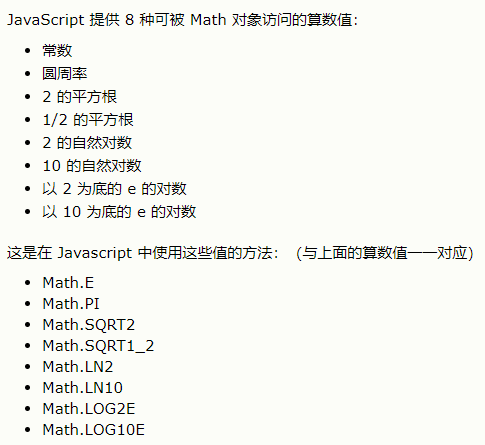 JavaScript 提供 8 种可被 Math 对象访问的算数值：
• 常数
• 圆周率
• 2 的平方根
• 1/2 的平方根
• 2 的自然对数
• 10 的自然对数
• 以 2 为底的 e 的对数
• 以 10 为底的 e 的对数
这是在 Javascript 中使用这些值的方法：（与上面的算数值一一对应）
• Math.E
• Math.PI
• Math.SQRT2
• Math.SQRT1_2
• Math.LN2
• Math.LN10
• Math.LOG2E
• Math.LOG10E